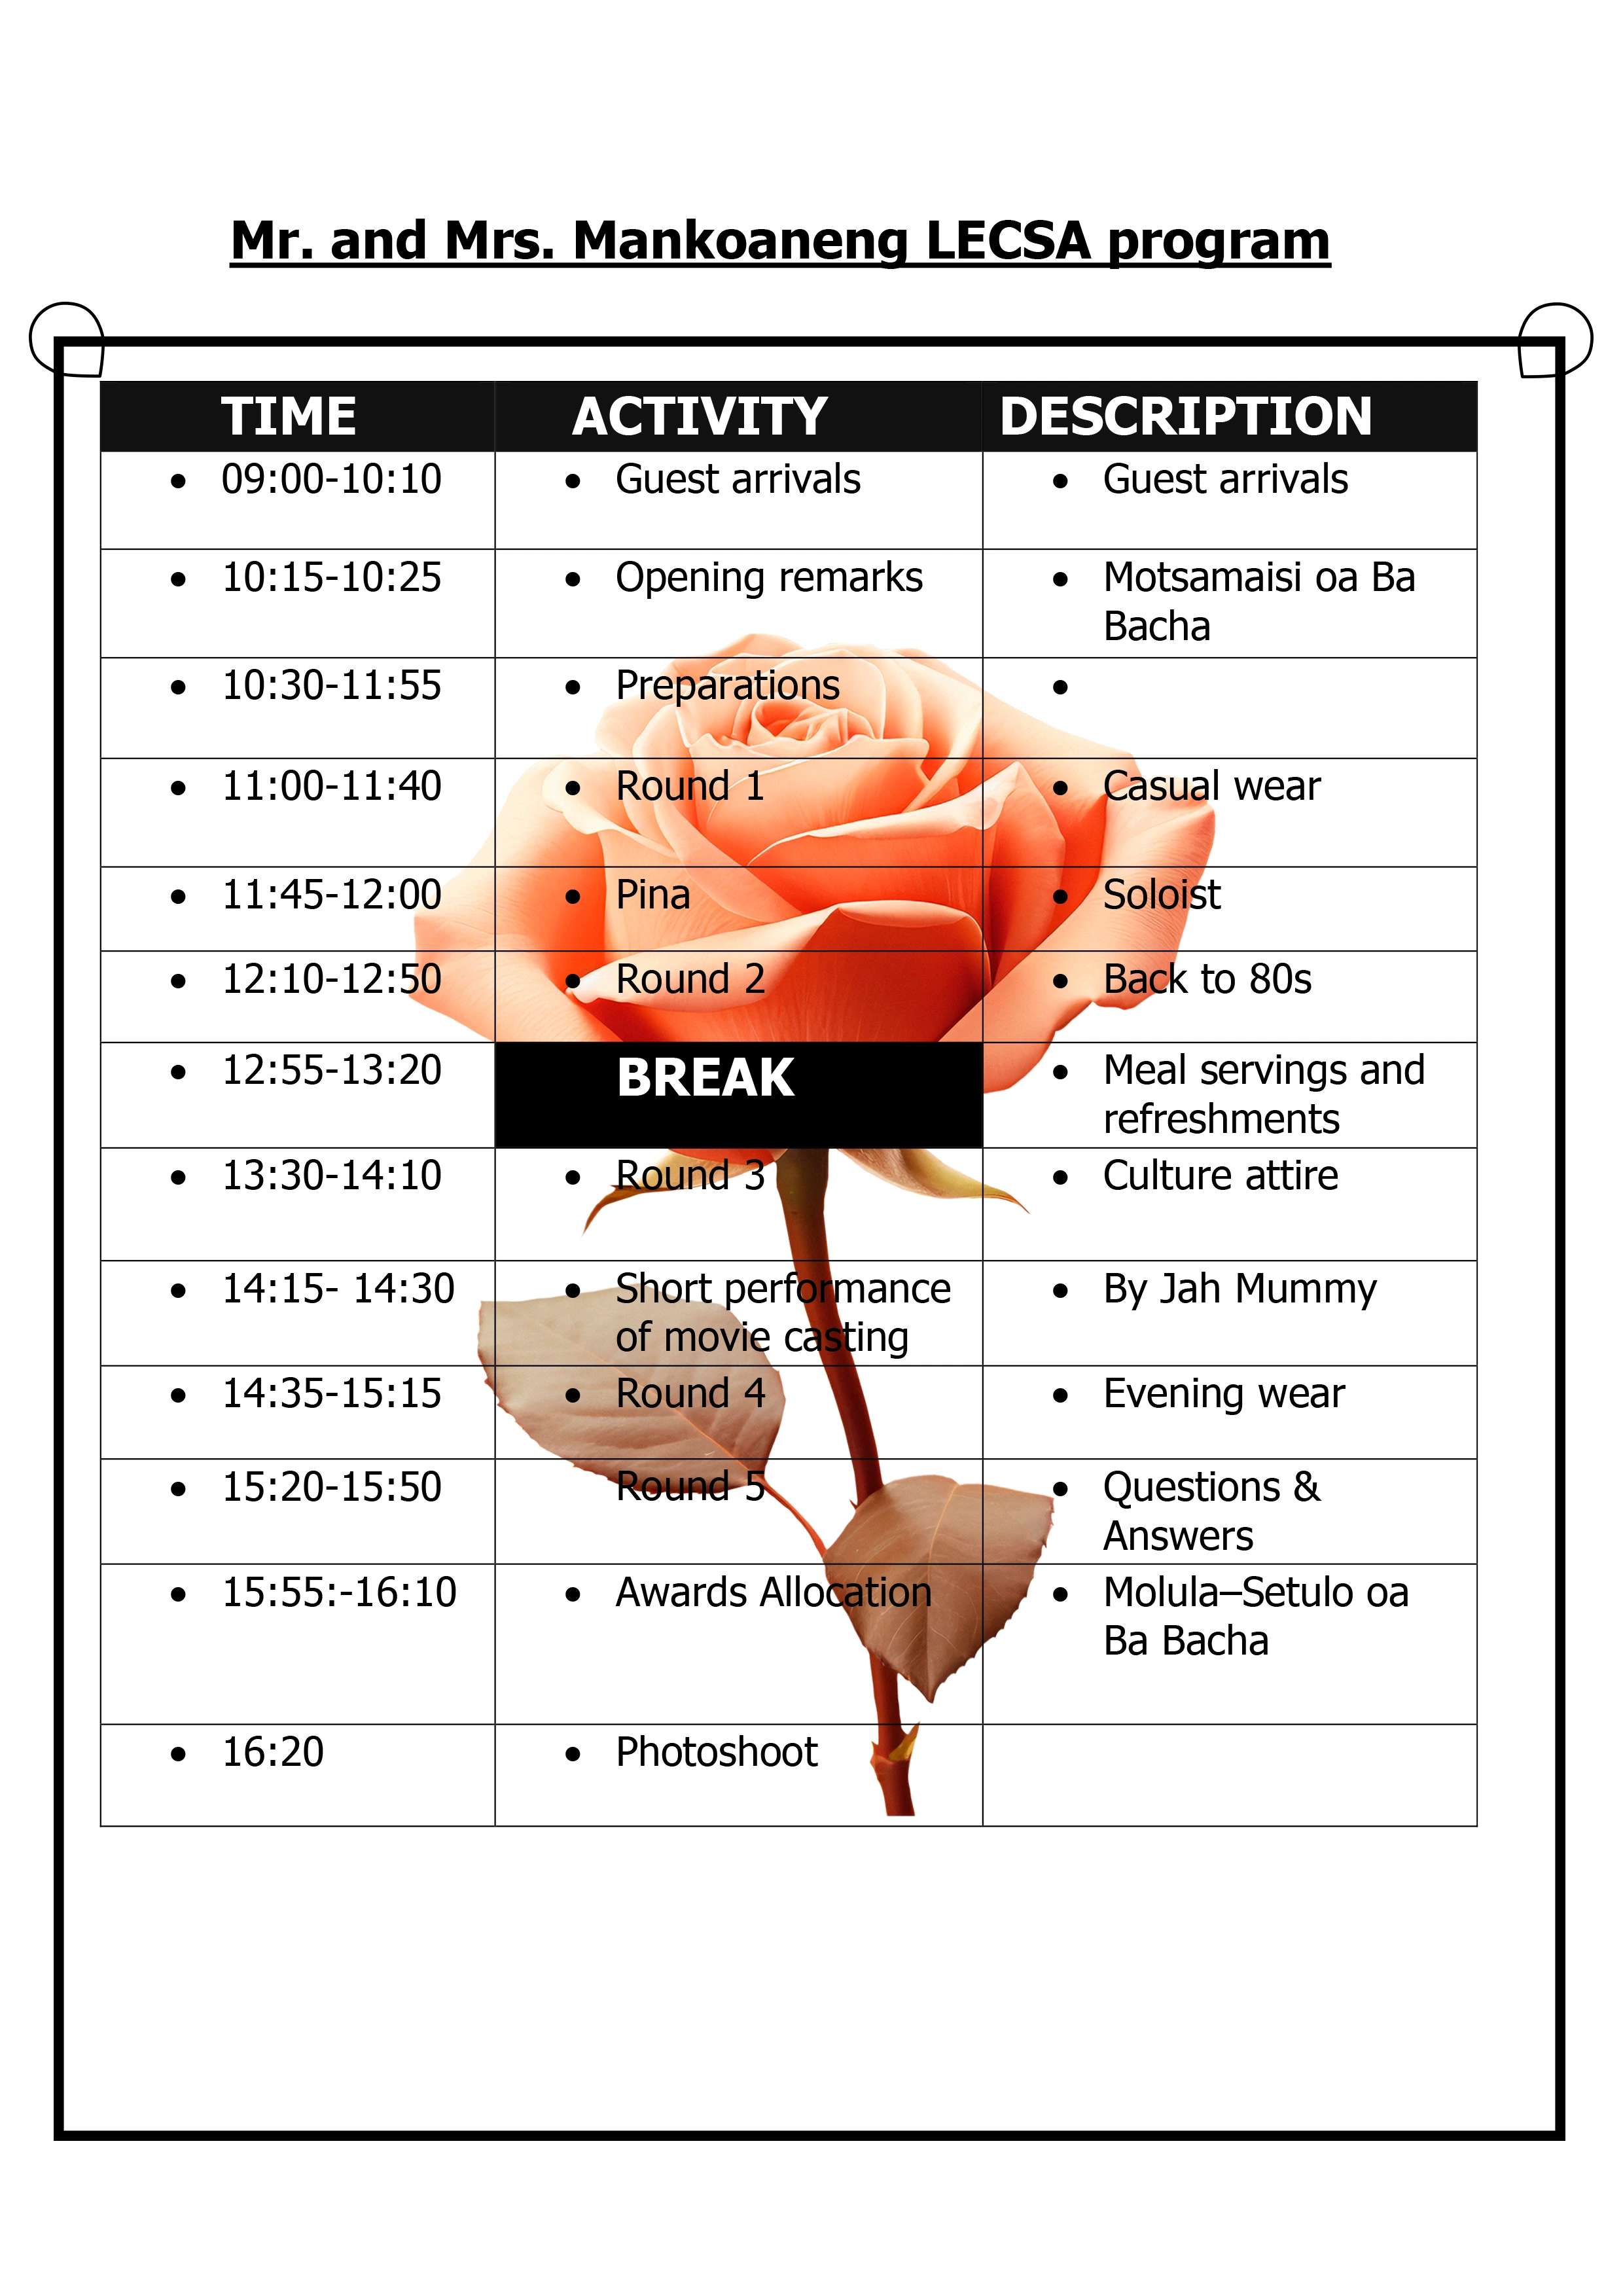 Mr. and Mrs. Mankoaneng LECSA program
TIME ACTIVITY DESCRIPTION
• 09:00-10:10 • Guest arrivals • Guest arrivals
• 10:15-10:25 • Opening remarks • Motsamaisi oa Ba
Bacha
• 10:30-11:55 • Preparations •
• 11:00-11:40 • Round 1 • Casual wear
• 11:45-12:00 • Pina • Soloist
• 12:10-12:50 • Round 2 • Back to 80s
• 12:55-13:20 BREAK • Meal servings and
refreshments
• 13:30-14:10 • Round 3 • Culture attire
• 14:15- 14:30 • Short performance • By Jah Mummy
of movie casting
• 14:35-15:15 • Round 4 • Evening wear
• 15:20-15:50 Round 5 • Questions &
Answers
• 15:55:-16:10 • Awards Allocation • Molula–Setulo oa
Ba Bacha
• 16:20 • Photoshoot